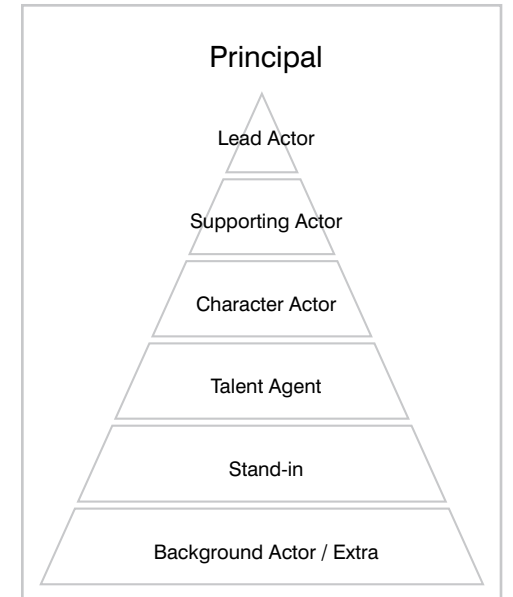 Principal
Lead Actor
Supporting Actor
Character Actor
Talent Agent
Stand-in
Background Actor / Extra